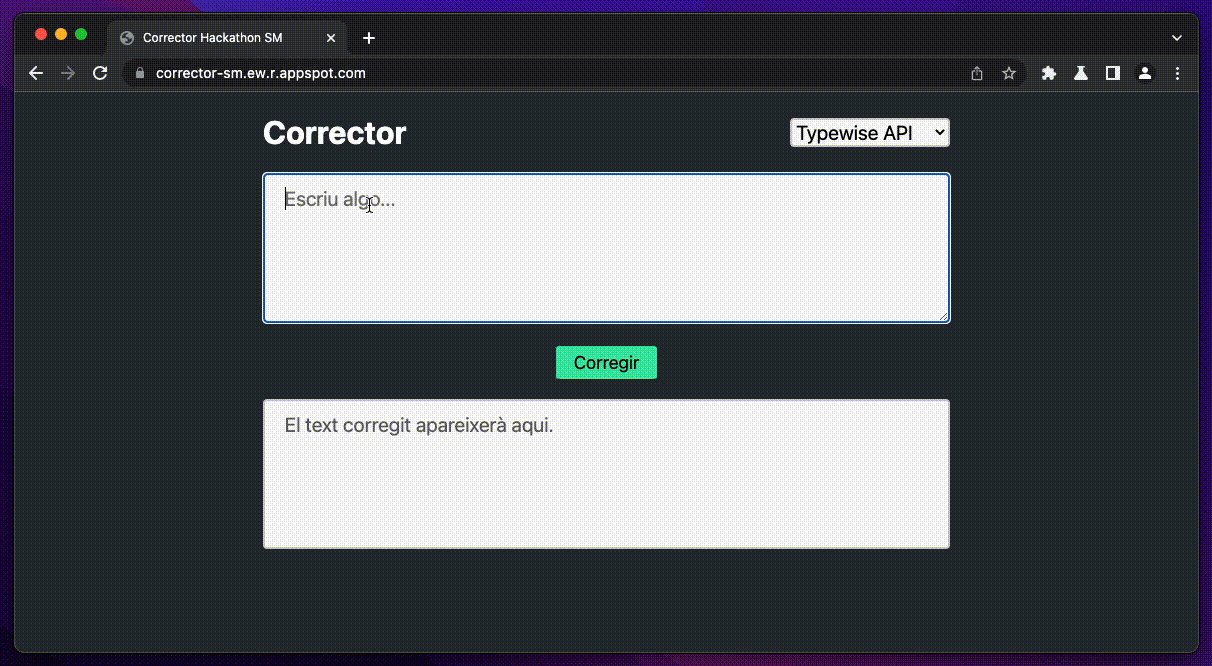 Corrector Hackathon SM
corrector-sm.ew.r.appspot.com
Corrector
Typewise API
Escriu algo...
Corregir
El text corregit apareixerà aqui.